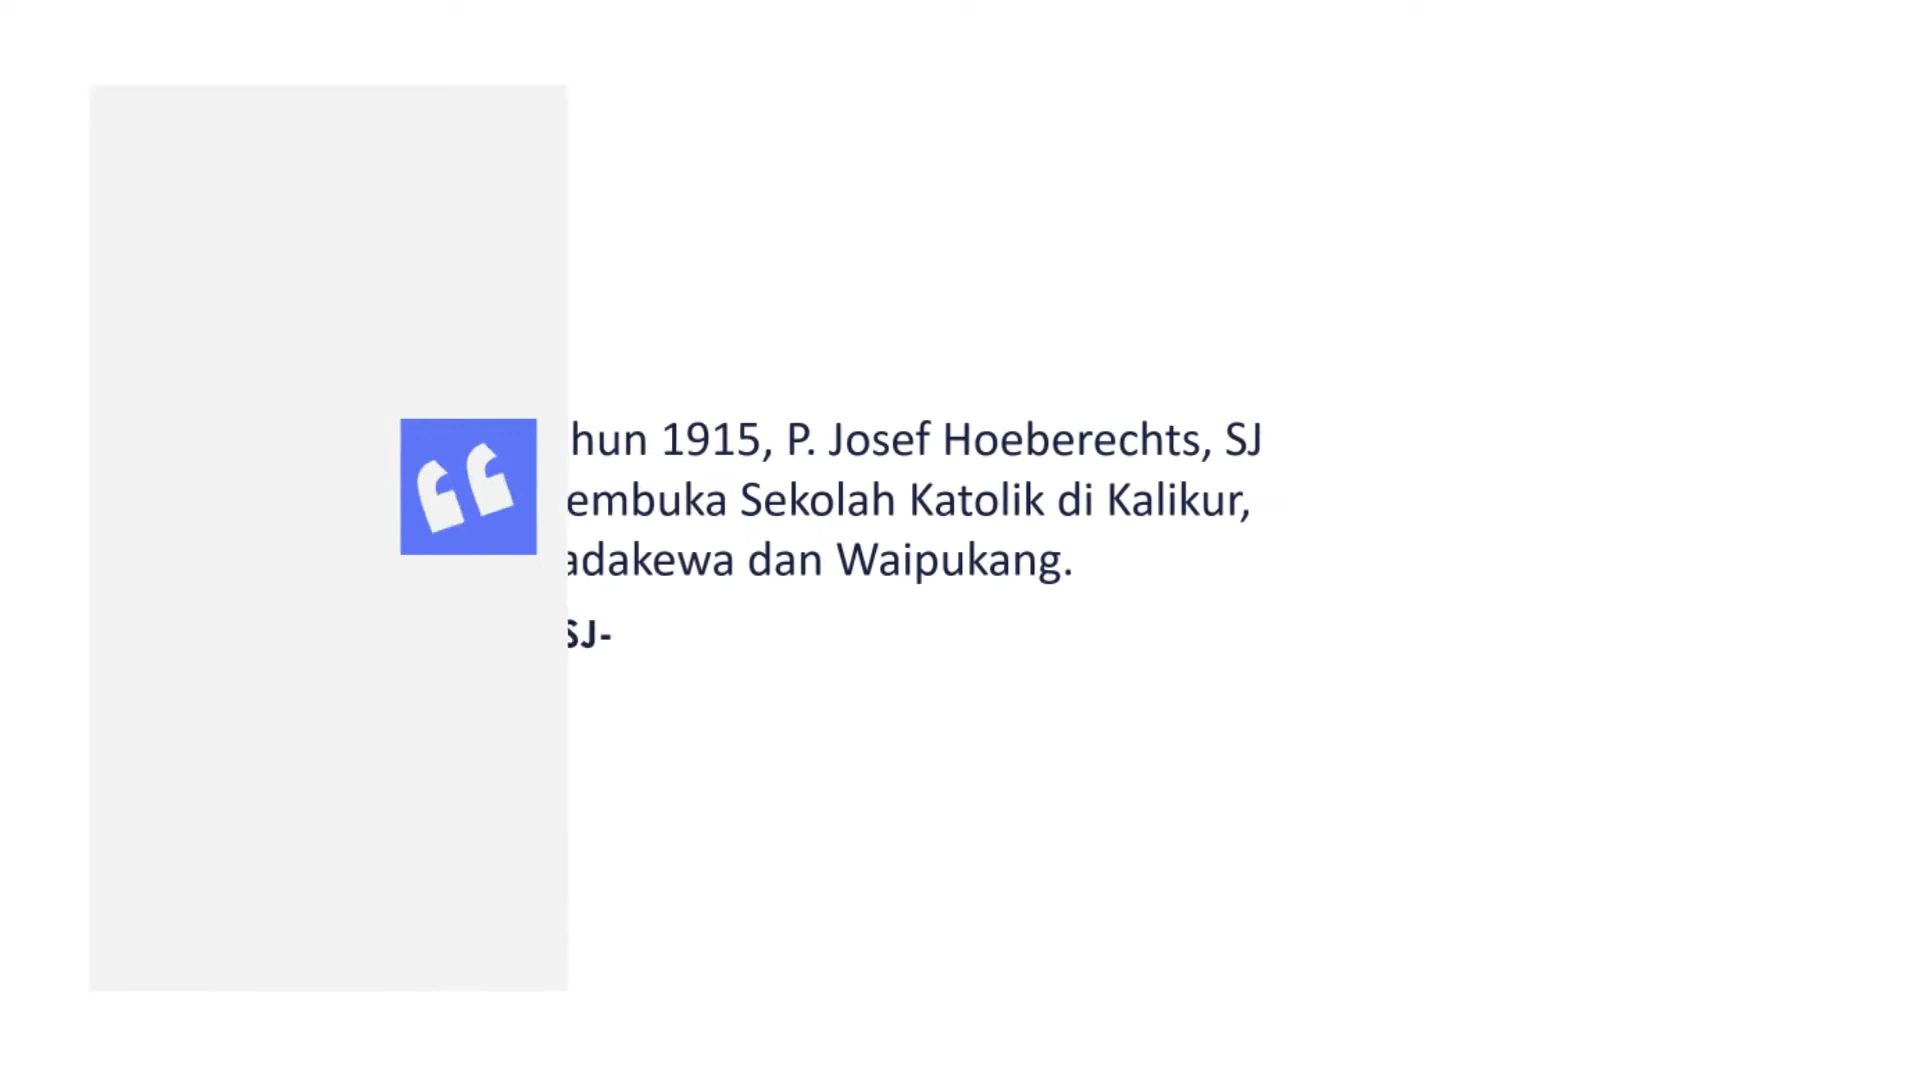 hun 1915, P. Josef Hoeberechts, SJ
embuka Sekolah Katolik di Kalikur,
adakewa dan Waipukang.
SJ-